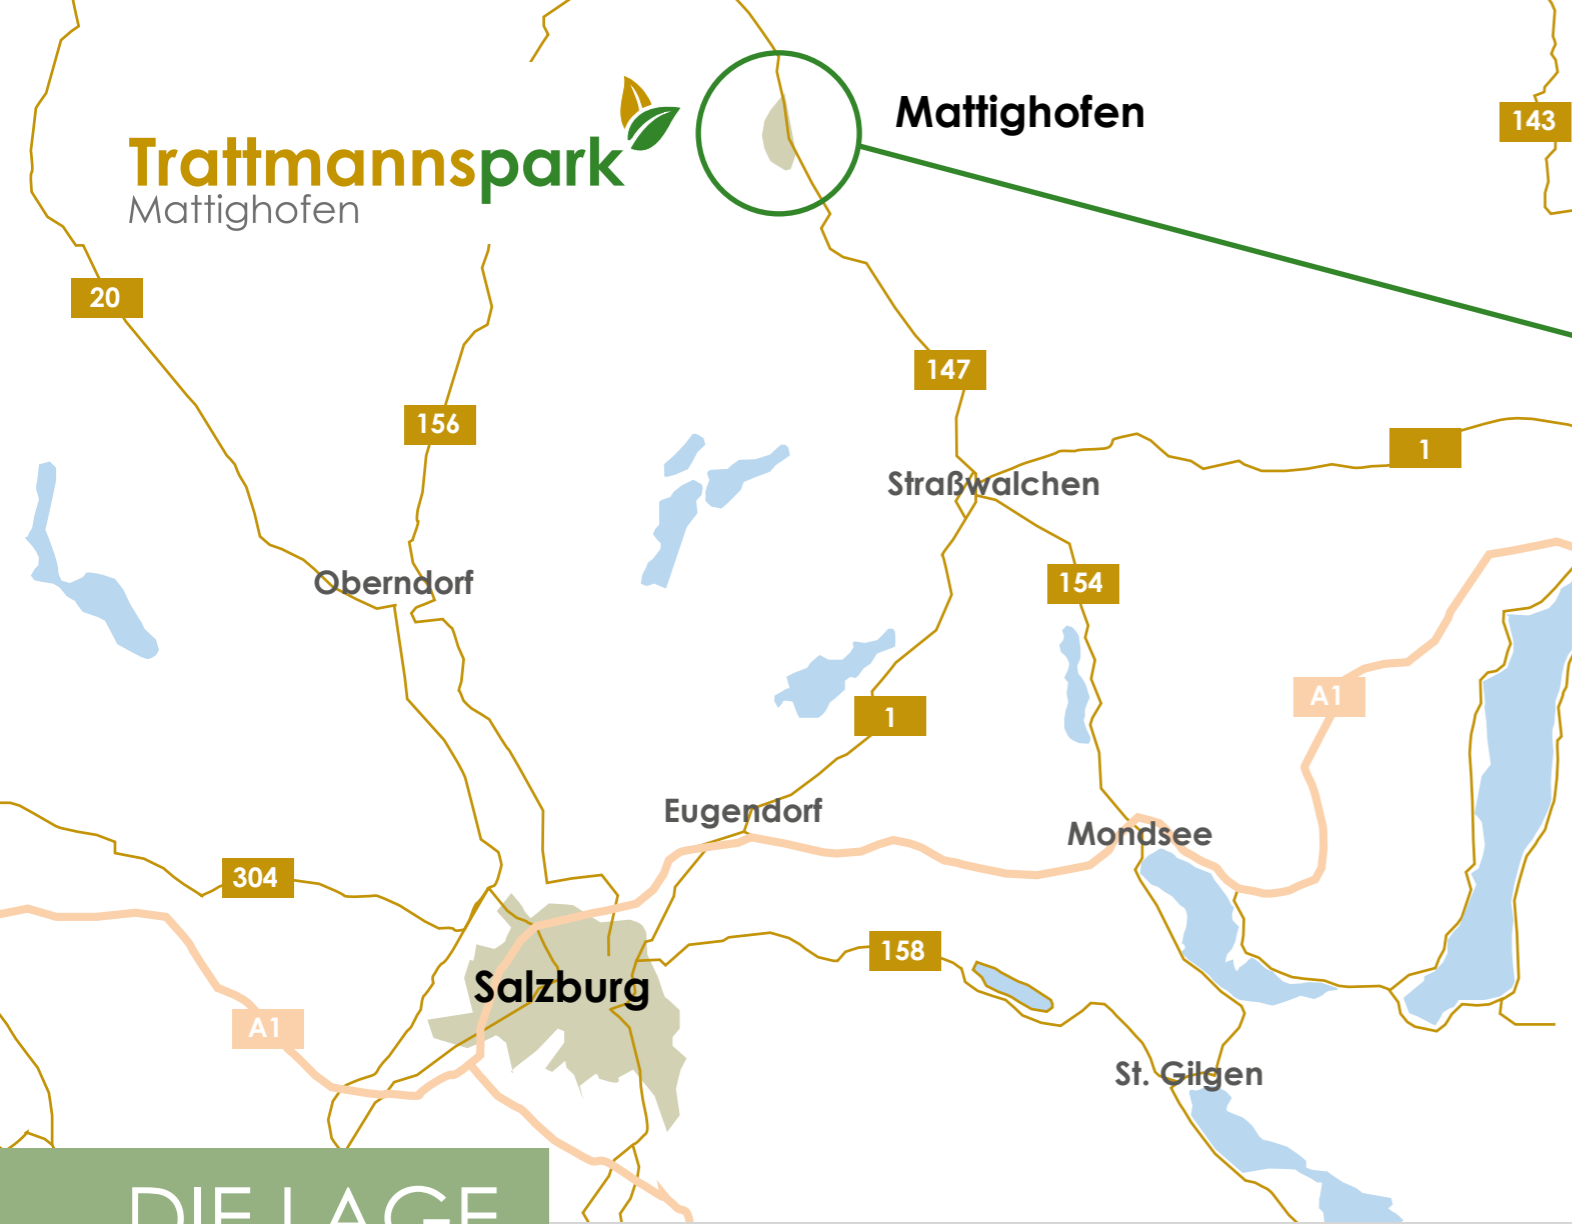 Mattighofen
143
Trattmannspark
Mattighofen
20
147
156
1
Straßwalchen
Oberndorf
154
A1
1
Eugendorf
Mondsee
304
158
Salzburg
A1
St. Gilgen
DIE LAGE